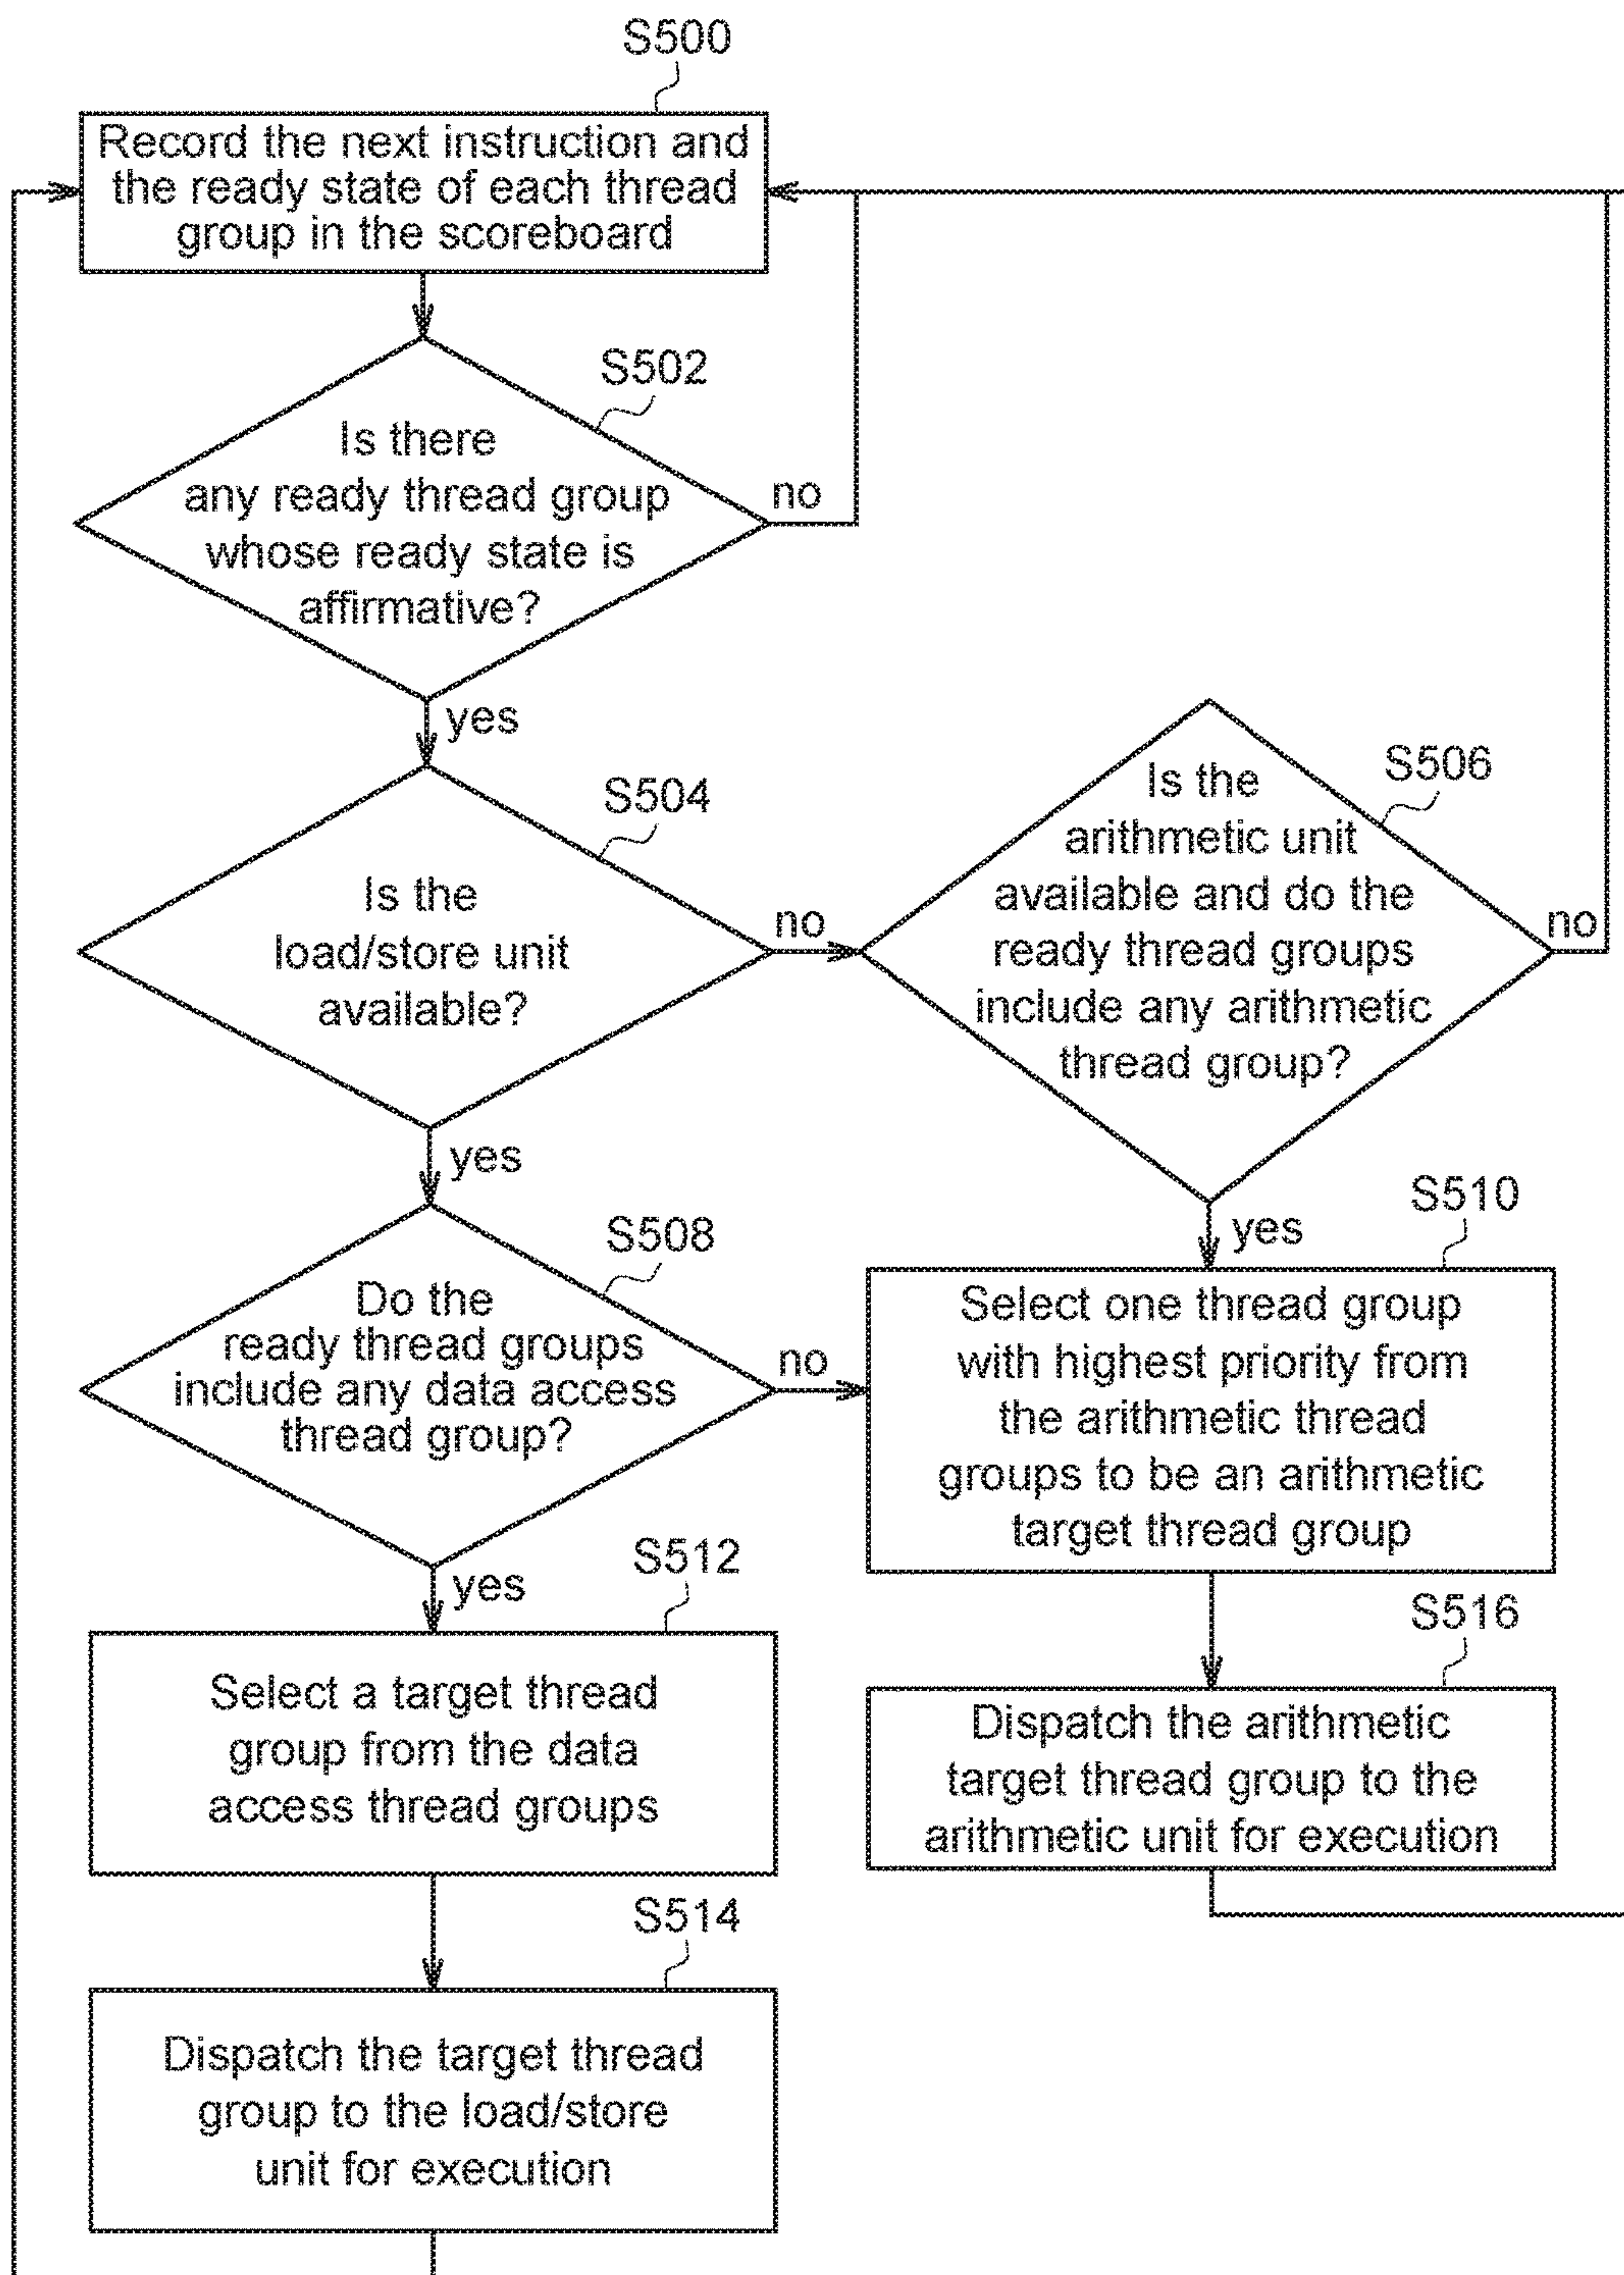 S500
Record the next instruction and
the ready state of each thread
group in the scoreboard
S502
Is there
any ready thread group
whose ready state is
affirmative?
no
yes
S504
Is the
load/store unit
available?
no
yes
S506
Is the
arithmetic unit
available and do the
ready thread groups
include any arithmetic
thread group?
no
yes
S508
Do the
ready thread groups
include any data access
thread group?
no
yes
S510
Select one thread group
with highest priority from
the arithmetic thread
groups to be an arithmetic
target thread group
S512
Select a target thread
group from the data
access thread groups
S516
Dispatch the arithmetic
target thread group to the
arithmetic unit for execution
S514
Dispatch the target thread
group to the load/store
unit for execution